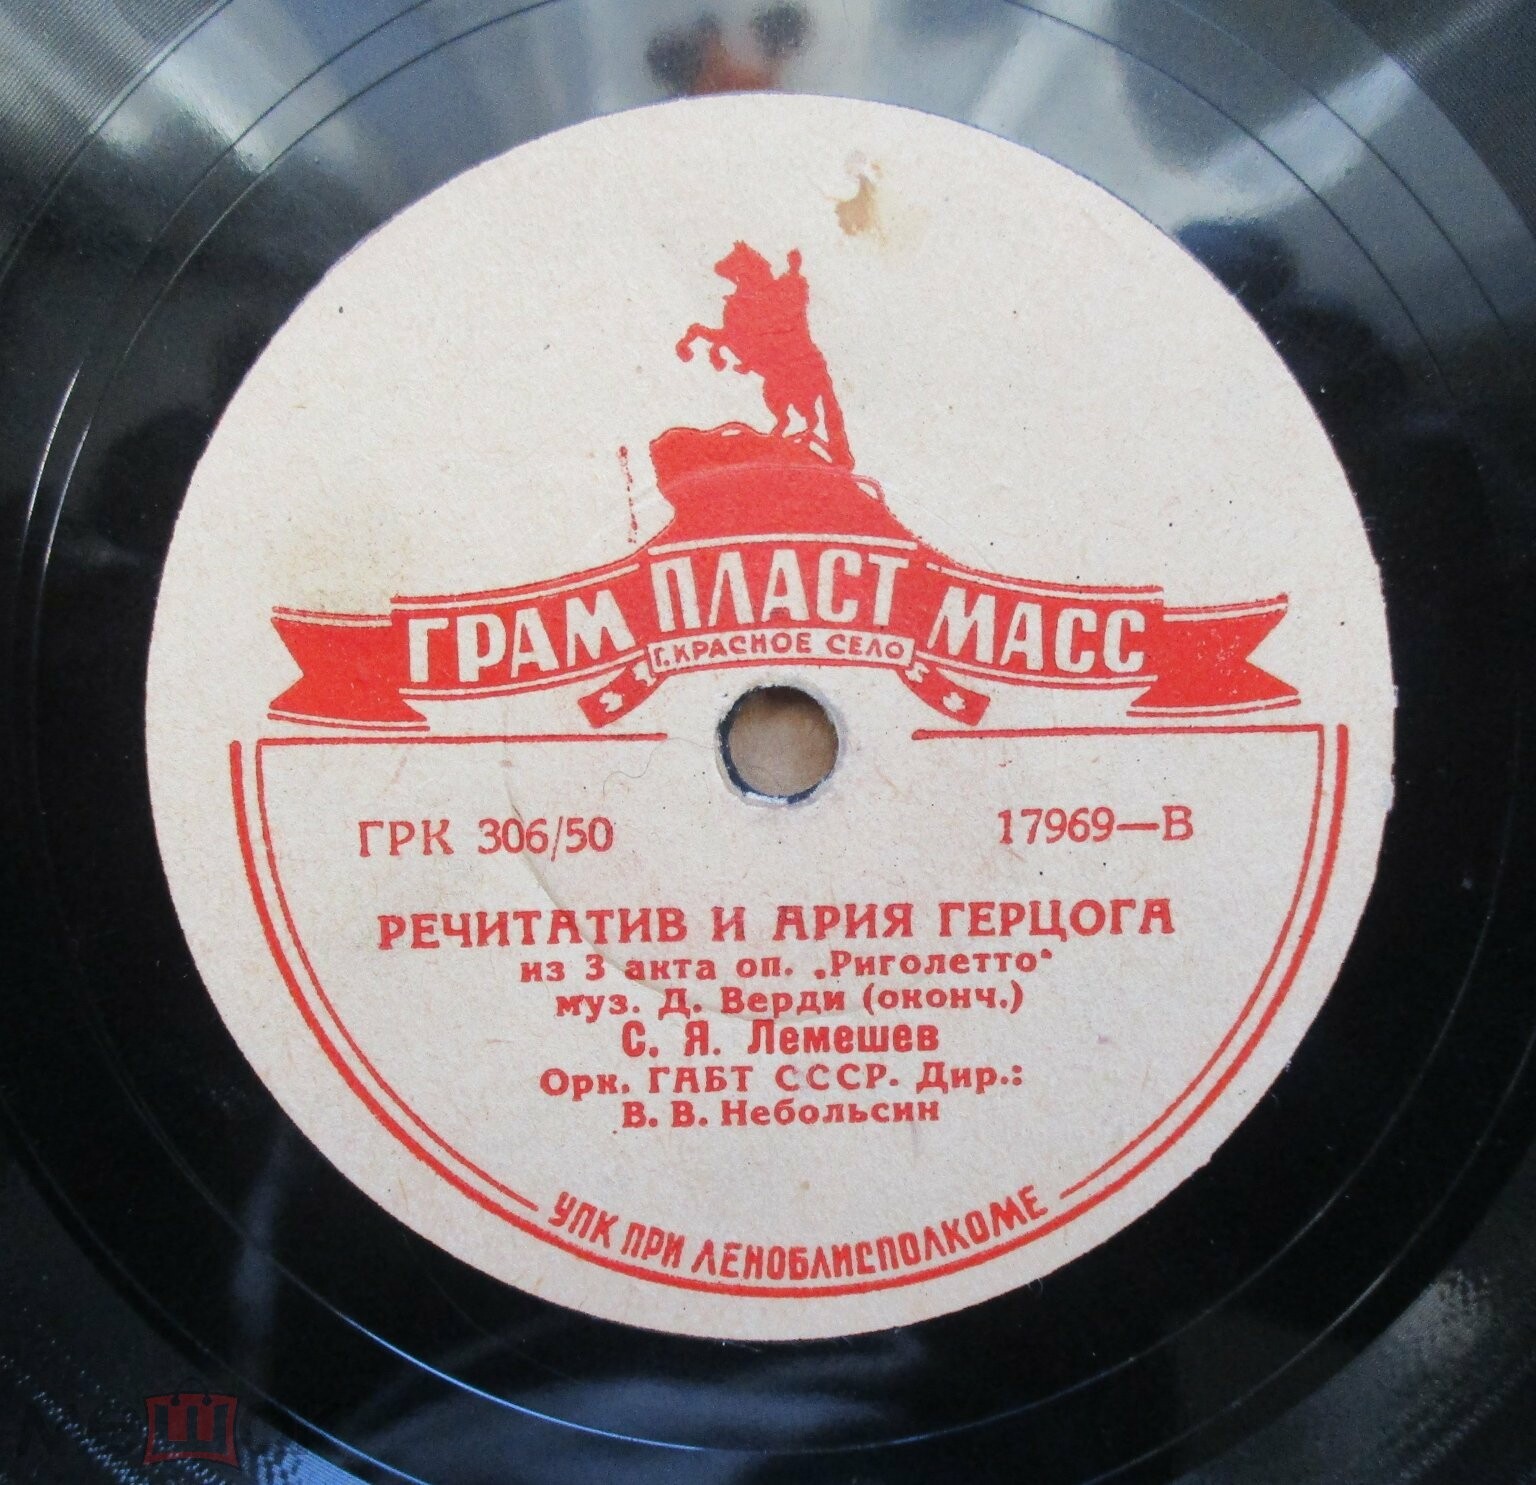 ГРАМ ПЛАСТ МАСС
Г. КРАСНОЕ СЕЛО
ГРК 306/50
17969—В
РЕЧИТАТИВ И АРИЯ ГЕРЦОГА
из 3 акта оп. „Риголетто“
муз. Д. Верди (оконч.)
С. Я. Лемешев
Орк. ГАБТ СССР. Дир.:
В. В. Небольсин
УПК ПРИ ЛЕНОБЛИСПОЛКОМЕ